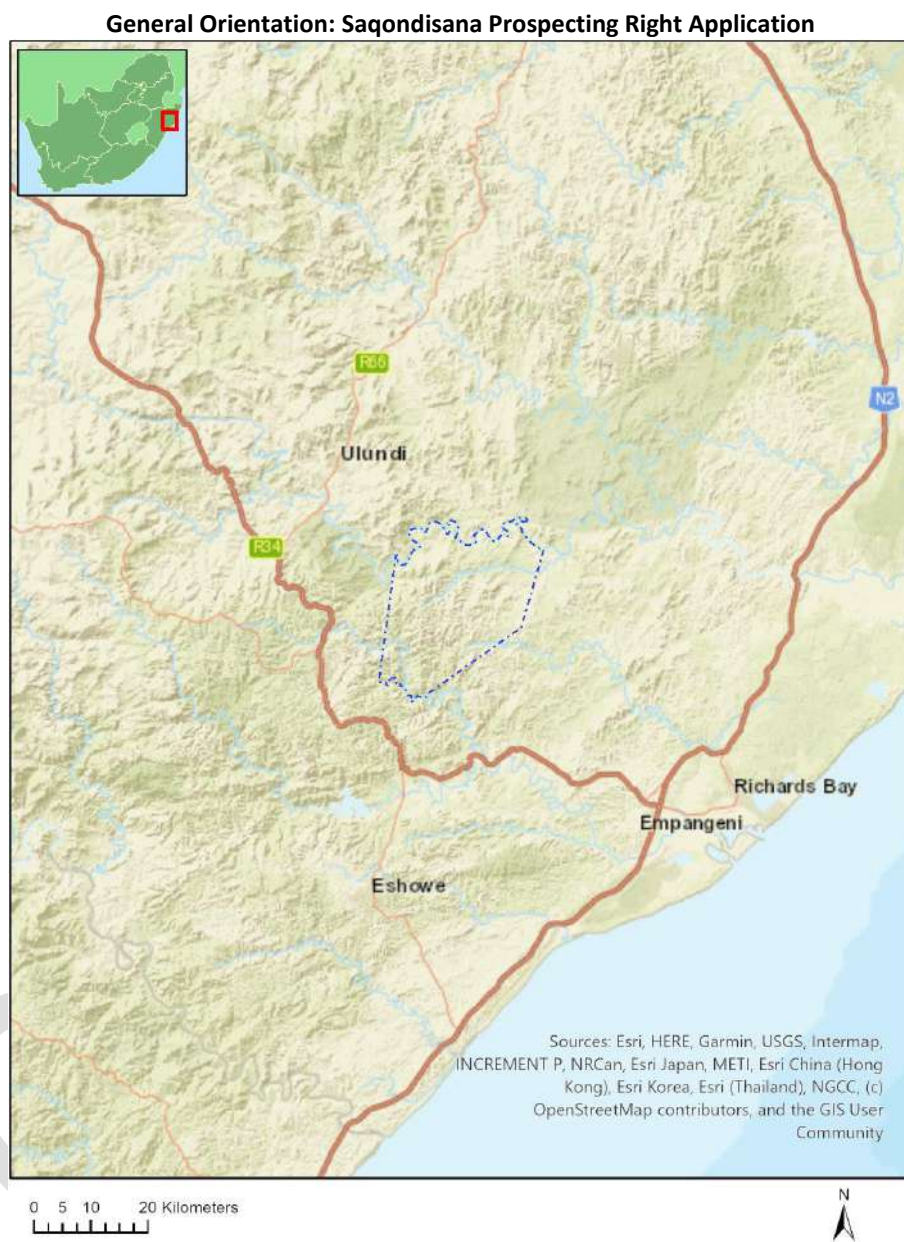 General Orientation: Saqondisana Prospecting Right Application
R66
N2
Ulundi
R34
Richards Bay
Empangeni
Eshowe
Sources: Esri, HERE, Garmin, USGS, Intermap,
INCREMENT P, NRCan, Esri Japan, METI, Esri China (Hong
Kong), Esri Korea, Esri (Thailand), NGCC, (c)
OpenStreetMap contributors, and the GIS User
Community
0 5 10 20 Kilometers
N